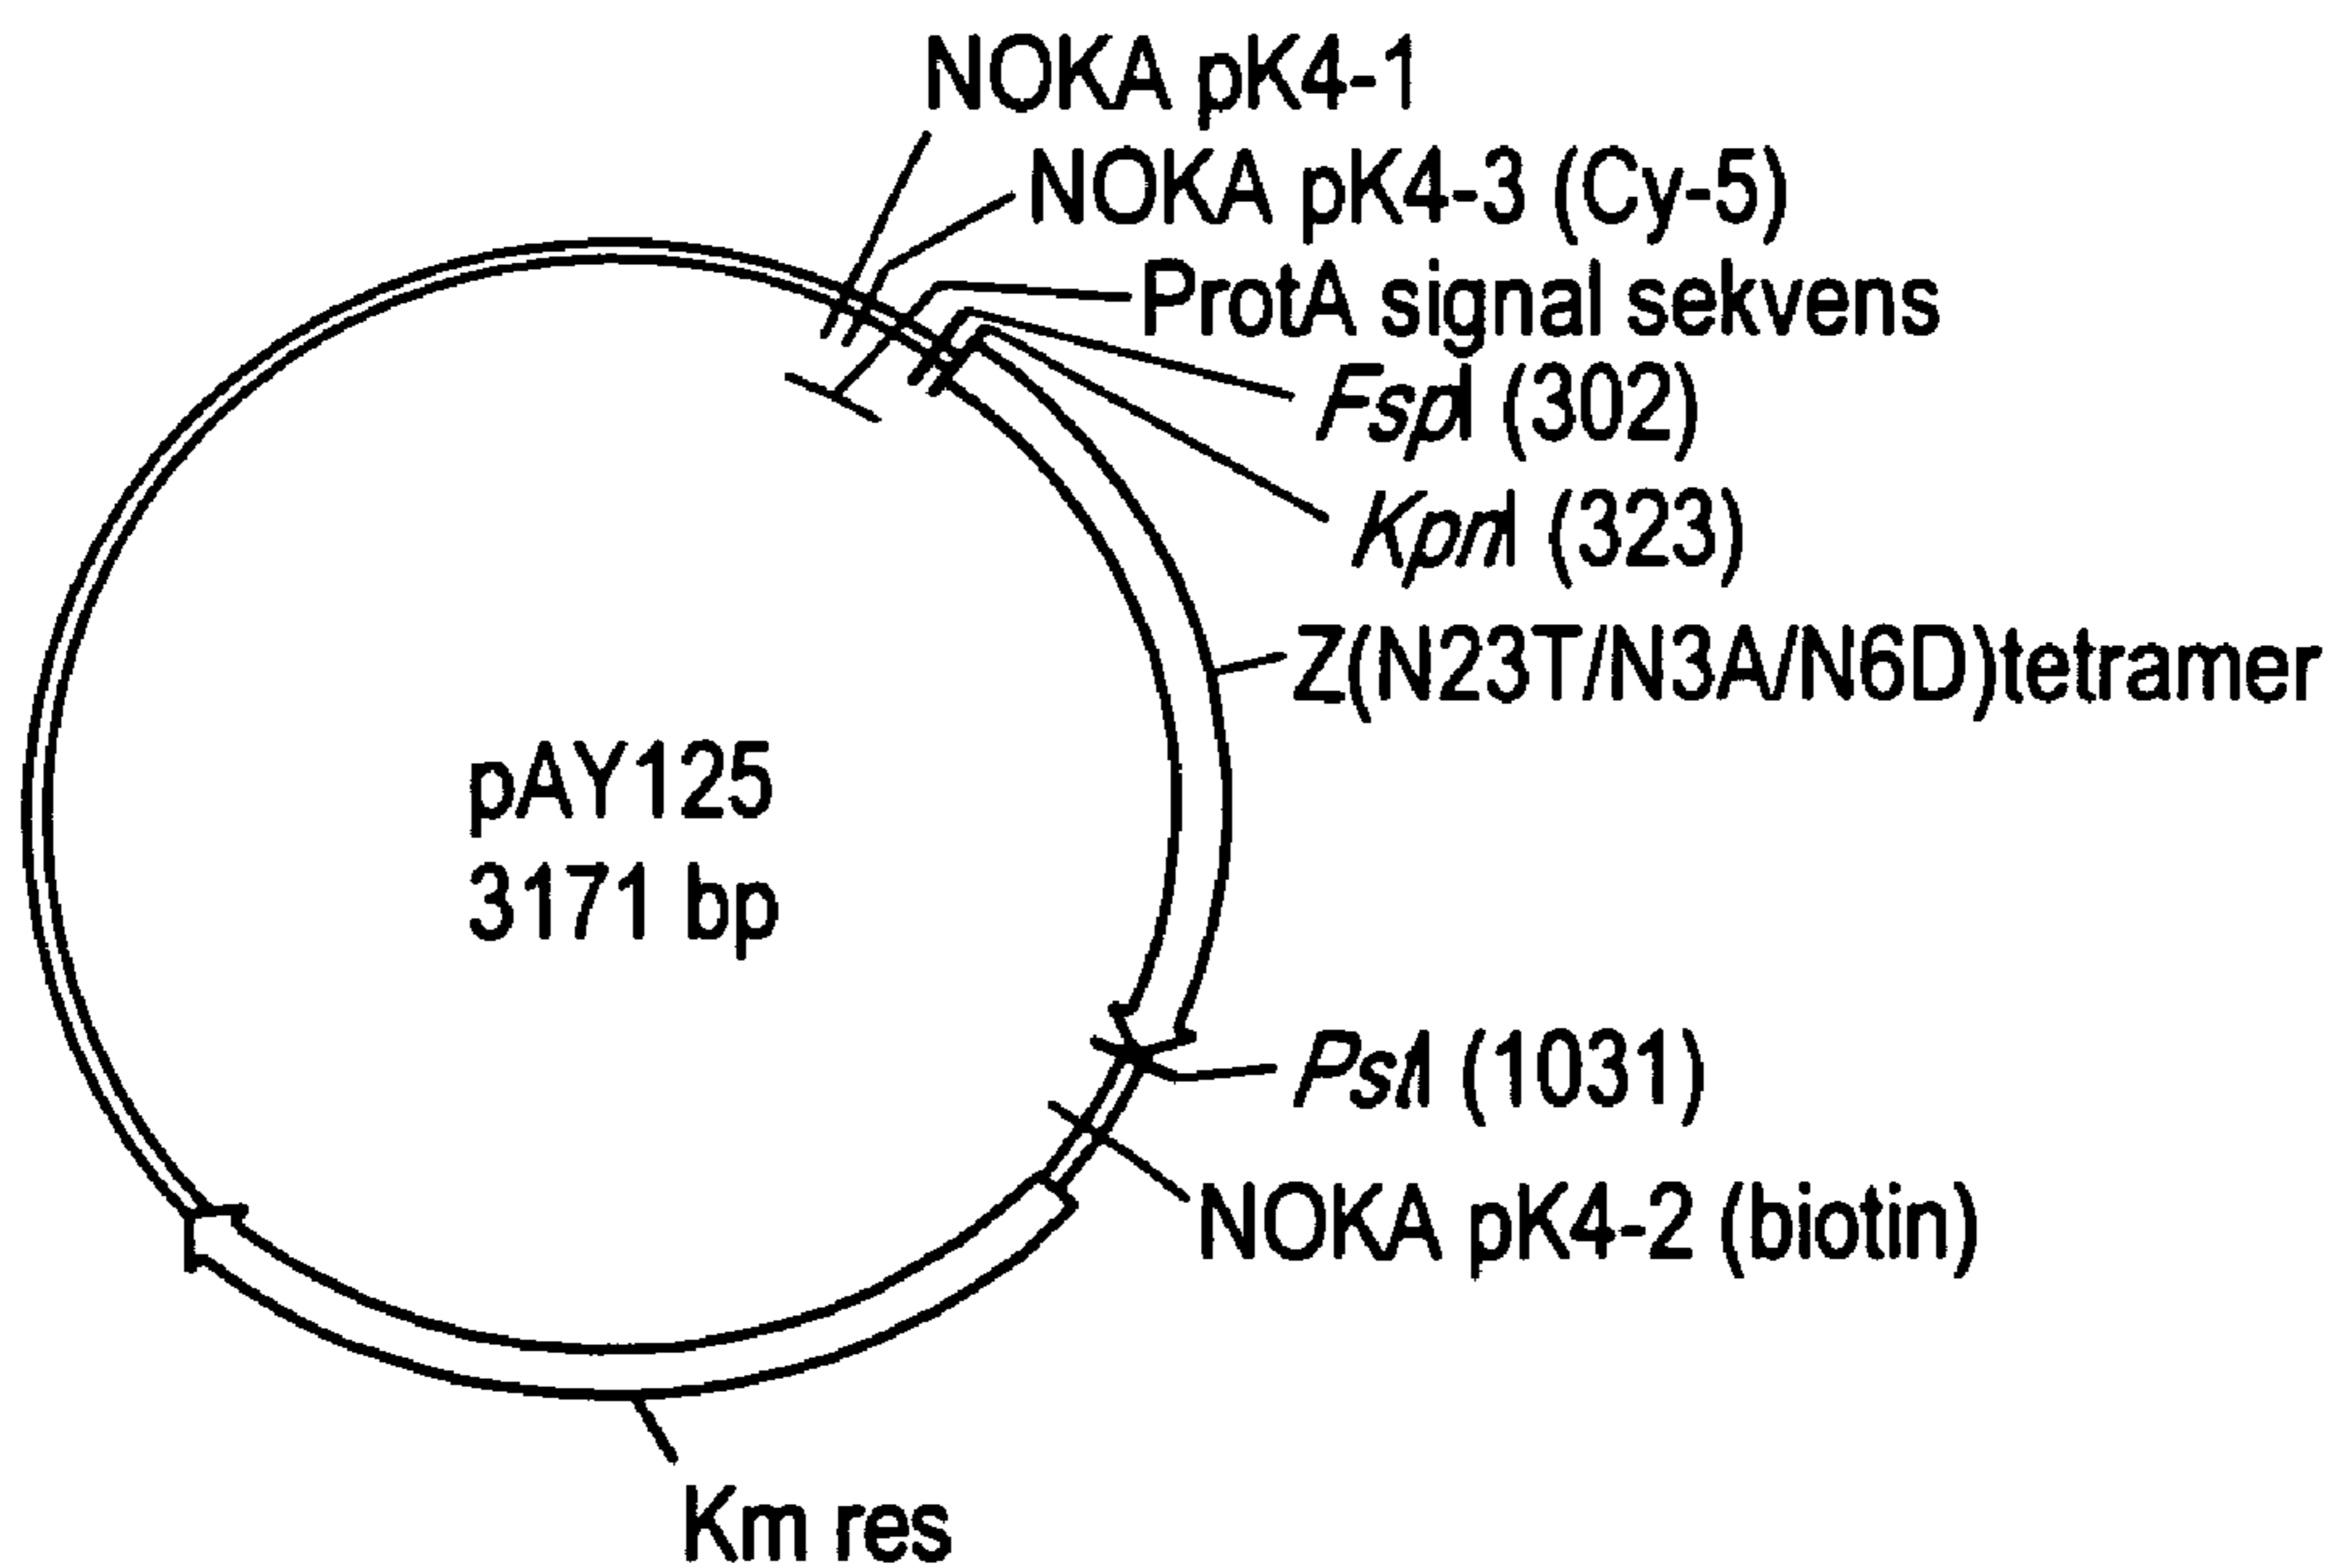 NOKA pK4-1
NOKA pK4-3 (Cy-5)
ProtA signal sekvens
FspI (302)
KpnI (323)
Z(N23T/N3A/N6D)tetramer
pAY125
3171 bp
PstI (1031)
NOKA pK4-2 (biotin)
Km res